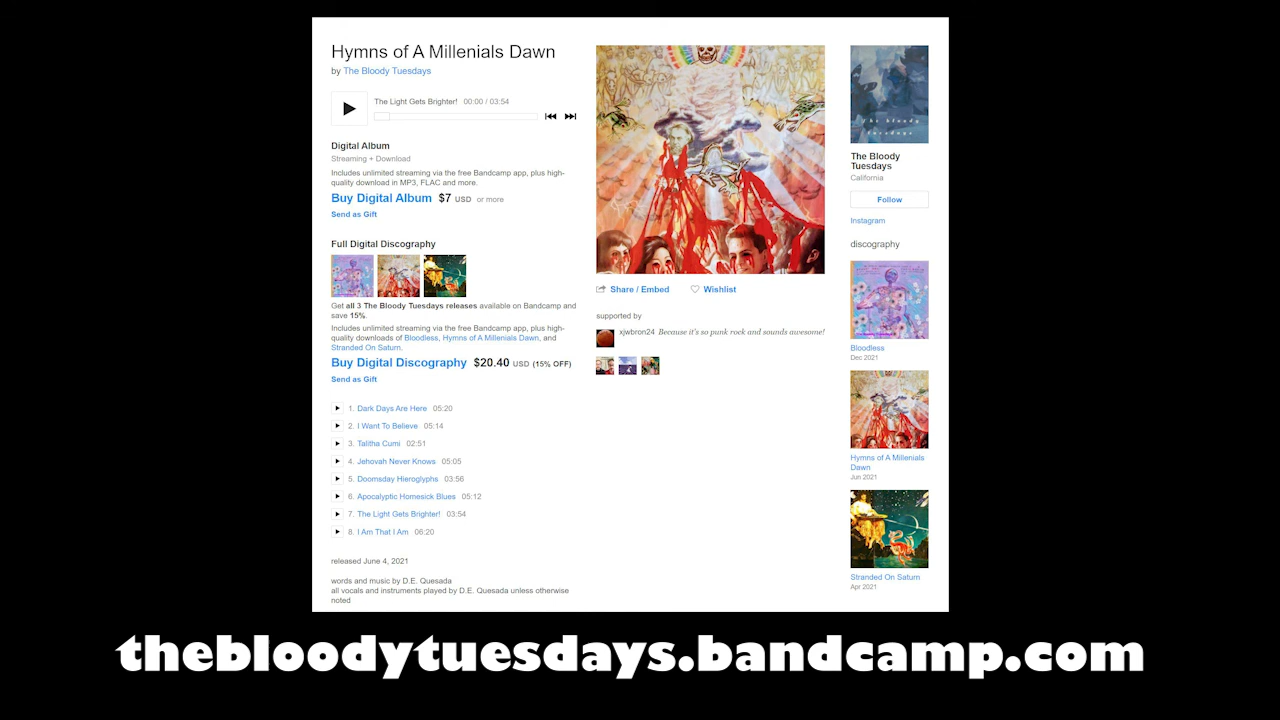 Hymns of A Millenials Dawn
by The Bloody Tuesdays
The Light Gets Brighter! 00:00 / 03:54
Digital Album
Streaming + Download
Includes unlimited streaming via the free Bandcamp app, plus high-
quality download in MP3, FLAC and more.
Buy Digital Album $7 USD or more
Send as Gift
Full Digital Discography
Get all 3 The Bloody Tuesdays releases available on Bandcamp and
save 15%.
Includes unlimited streaming via the free Bandcamp app, plus high-
quality downloads of Bloodless, Hymns of A Millenials Dawn, and
Stranded On Saturn.
Buy Digital Discography $20.40 USD (15% OFF)
Send as Gift
1. Dark Days Are Here 05:20
2. I Want To Believe 05:14
3. Talitha Cumi 02:51
4. Jehovah Never Knows 05:05
5. Doomsday Hieroglyphs 03:56
6. Apocalyptic Homesick Blues 05:12
7. The Light Gets Brighter! 03:54
8. I Am That I Am 06:20
released June 4, 2021
words and music by D.E. Quesada
all vocals and instruments played by D.E. Quesada unless otherwise
noted
Share / Embed
Wishlist
supported by
xjwbron24 Because it's so punk rock and sounds awesome!
The bloody
tuesdays
The Bloody
Tuesdays
California
Follow
Instagram
discography
Bloodless
Dec 2021
Hymns of A Millenials
Dawn
Jun 2021
Stranded On Saturn
Apr 2021
thebloodytuesdays.bandcamp.com